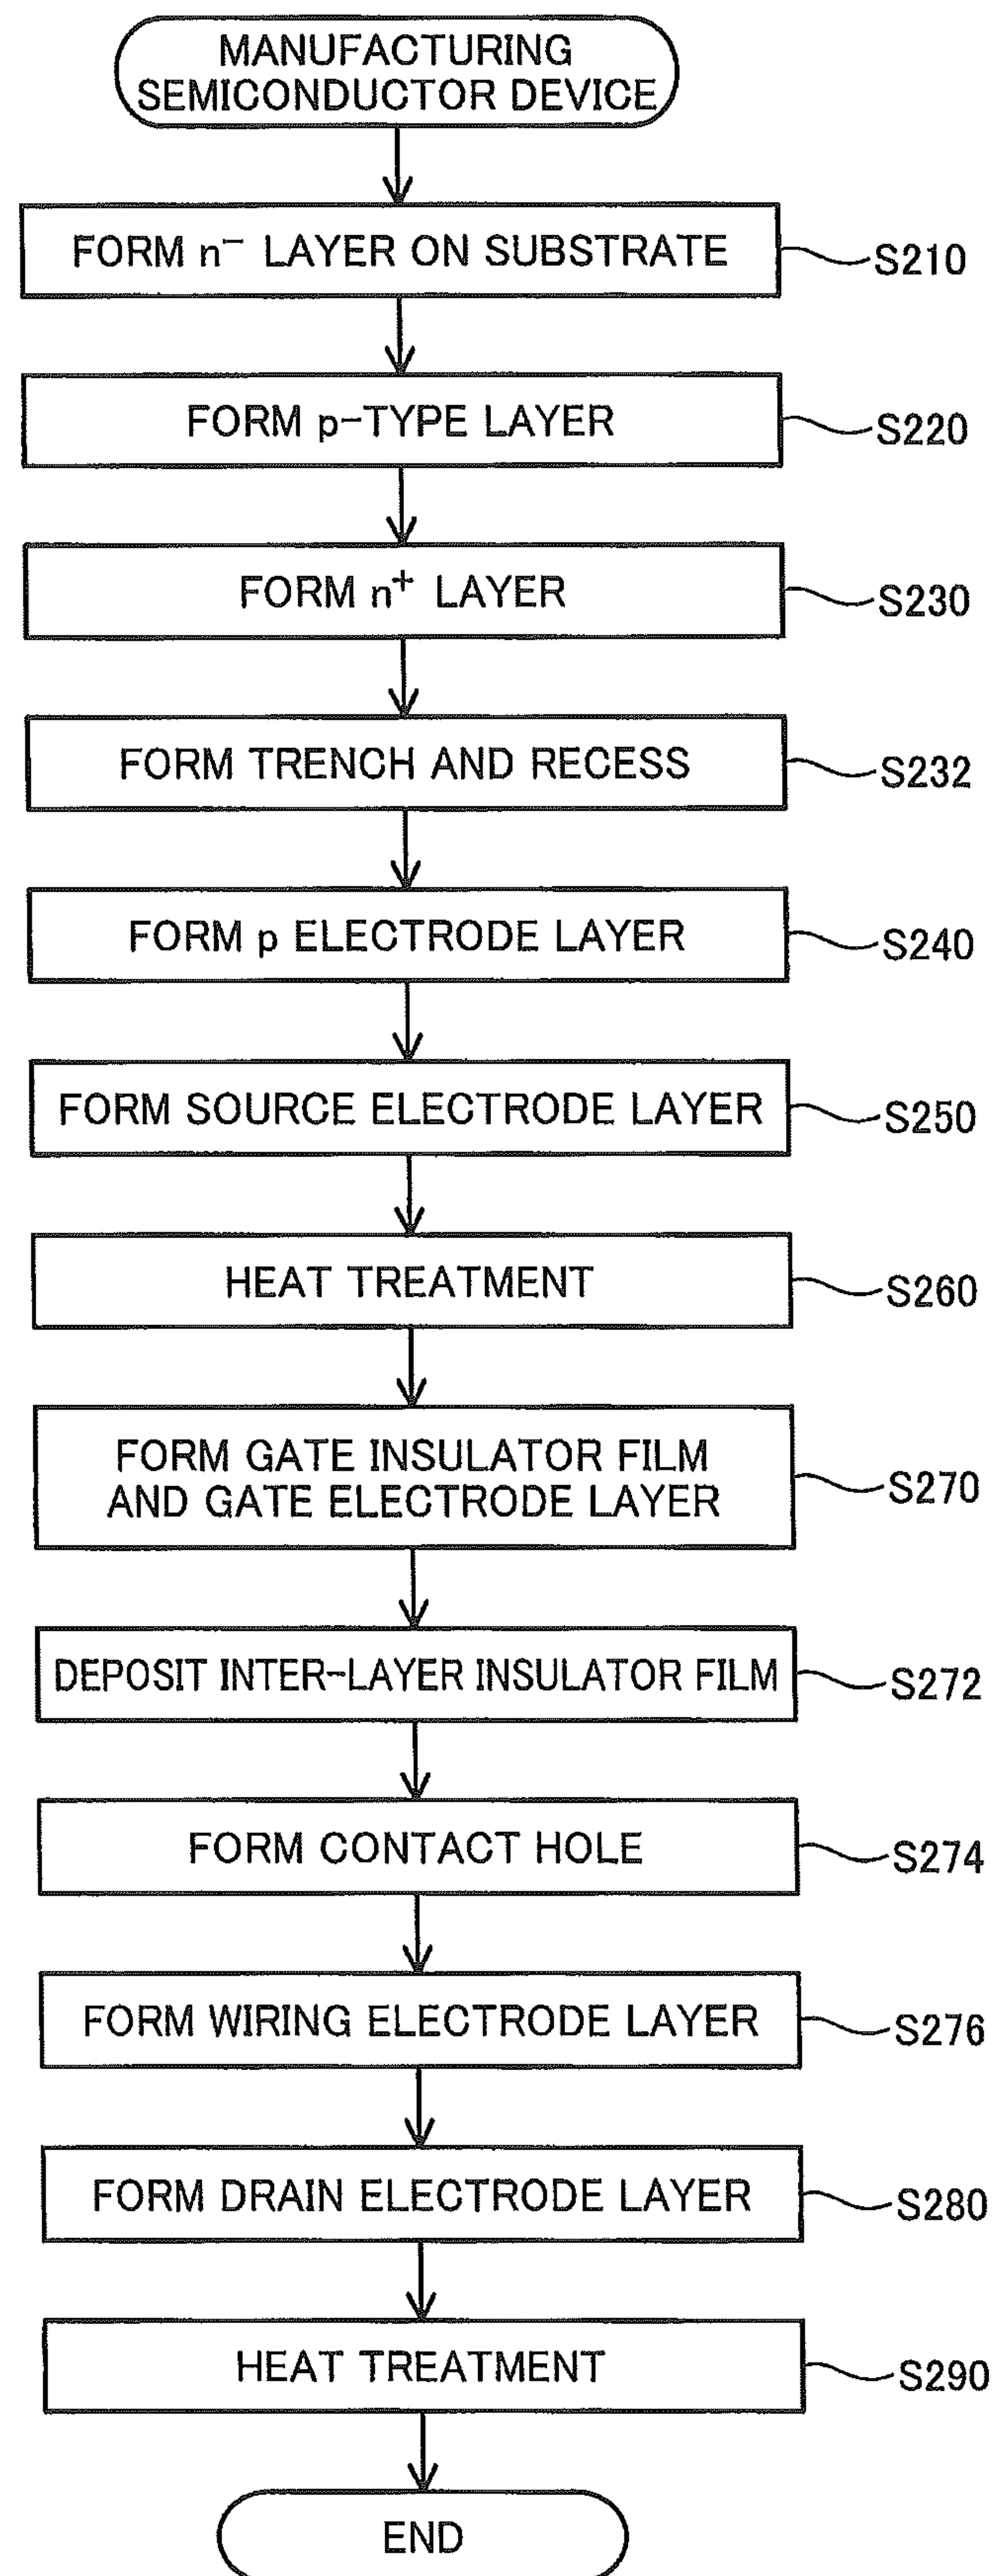 MANUFACTURING
SEMICONDUCTOR DEVICE
FORM n⁻ LAYER ON SUBSTRATE
S210
FORM p-TYPE LAYER
S220
FORM n⁺ LAYER
S230
FORM TRENCH AND RECESS
S232
FORM p ELECTRODE LAYER
S240
FORM SOURCE ELECTRODE LAYER
S250
HEAT TREATMENT
S260
FORM GATE INSULATOR FILM
AND GATE ELECTRODE LAYER
S270
DEPOSIT INTER-LAYER INSULATOR FILM
S272
FORM CONTACT HOLE
S274
FORM WIRING ELECTRODE LAYER
S276
FORM DRAIN ELECTRODE LAYER
S280
HEAT TREATMENT
S290
END